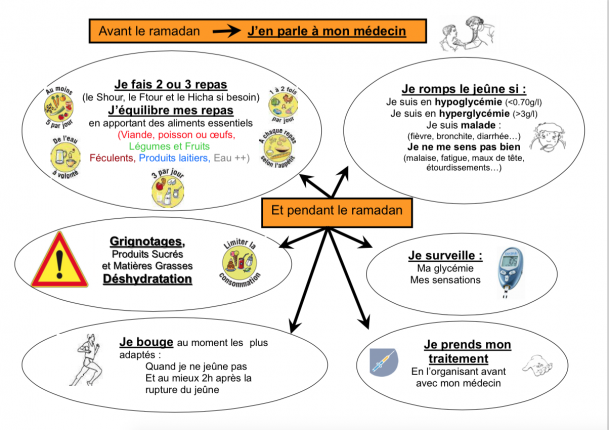 Avant le ramadan → J'en parle à mon médecin
Je fais 2 ou 3 repas
(le Shour, le Ftour et le Hicha si besoin)
J'équilibre mes repas
en apportant des aliments essentiels
(Viande, poisson ou œufs,
Légumes et Fruits
Féculents, Produits laitiers, Eau ++)
Au moins
5 par jour
1 à 2 fois
par jour
De l'eau
à volonté
A chaque repas
selon l'appétit
3 par jour
Je romps le jeûne si :
Je suis en hypoglycémie (<0.70g/l)
Je suis en hyperglycémie (>3g/l)
Je suis malade :
(fièvre, bronchite, diarrhée…)
Je ne me sens pas bien
(malaise, fatigue, maux de tête,
étourdissements…)
Et pendant le ramadan
Grignotages,
Produits Sucrés
et Matières Grasses
Déshydratation
Limiter la
consommation
Je surveille :
Ma glycémie
Mes sensations
Je bouge au moment les plus
adaptés :
Quand je ne jeûne pas
Et au mieux 2h après la
rupture du jeûne
Je prends mon
traitement
En l'organisant avant
avec mon médecin